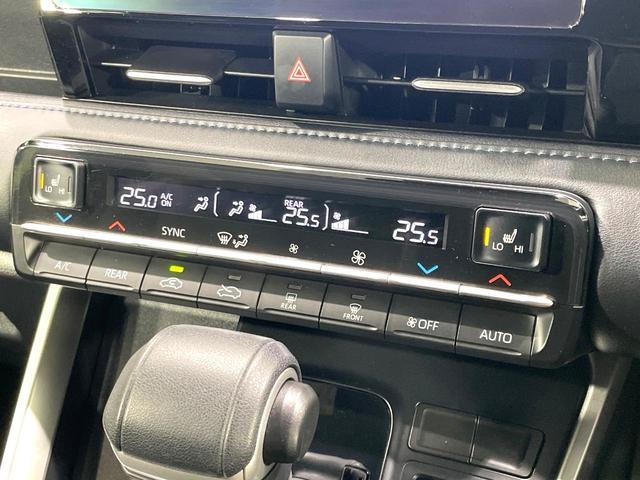 LO HI
25.0 A/C ON
REAR 25.5
25.5
LO HI
SYNC
A/C
REAR
REAR
FRONT
OFF
AUTO